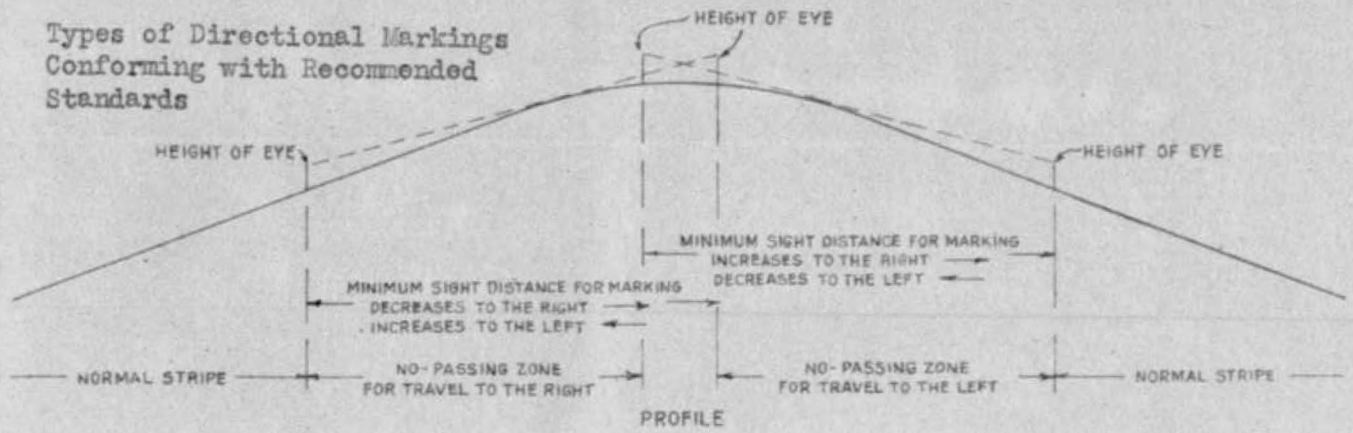 Types of Directional Markings
Conforming with Recommended
Standards
HEIGHT OF EYE
HEIGHT OF EYE
HEIGHT OF EYE
MINIMUM SIGHT DISTANCE FOR MARKING
INCREASES TO THE RIGHT
DECREASES TO THE LEFT
MINIMUM SIGHT DISTANCE FOR MARKING
DECREASES TO THE RIGHT
INCREASES TO THE LEFT
NORMAL STRIPE
NO-PASSING ZONE
FOR TRAVEL TO THE RIGHT
NO-PASSING ZONE
FOR TRAVEL TO THE LEFT
NORMAL STRIPE
PROFILE